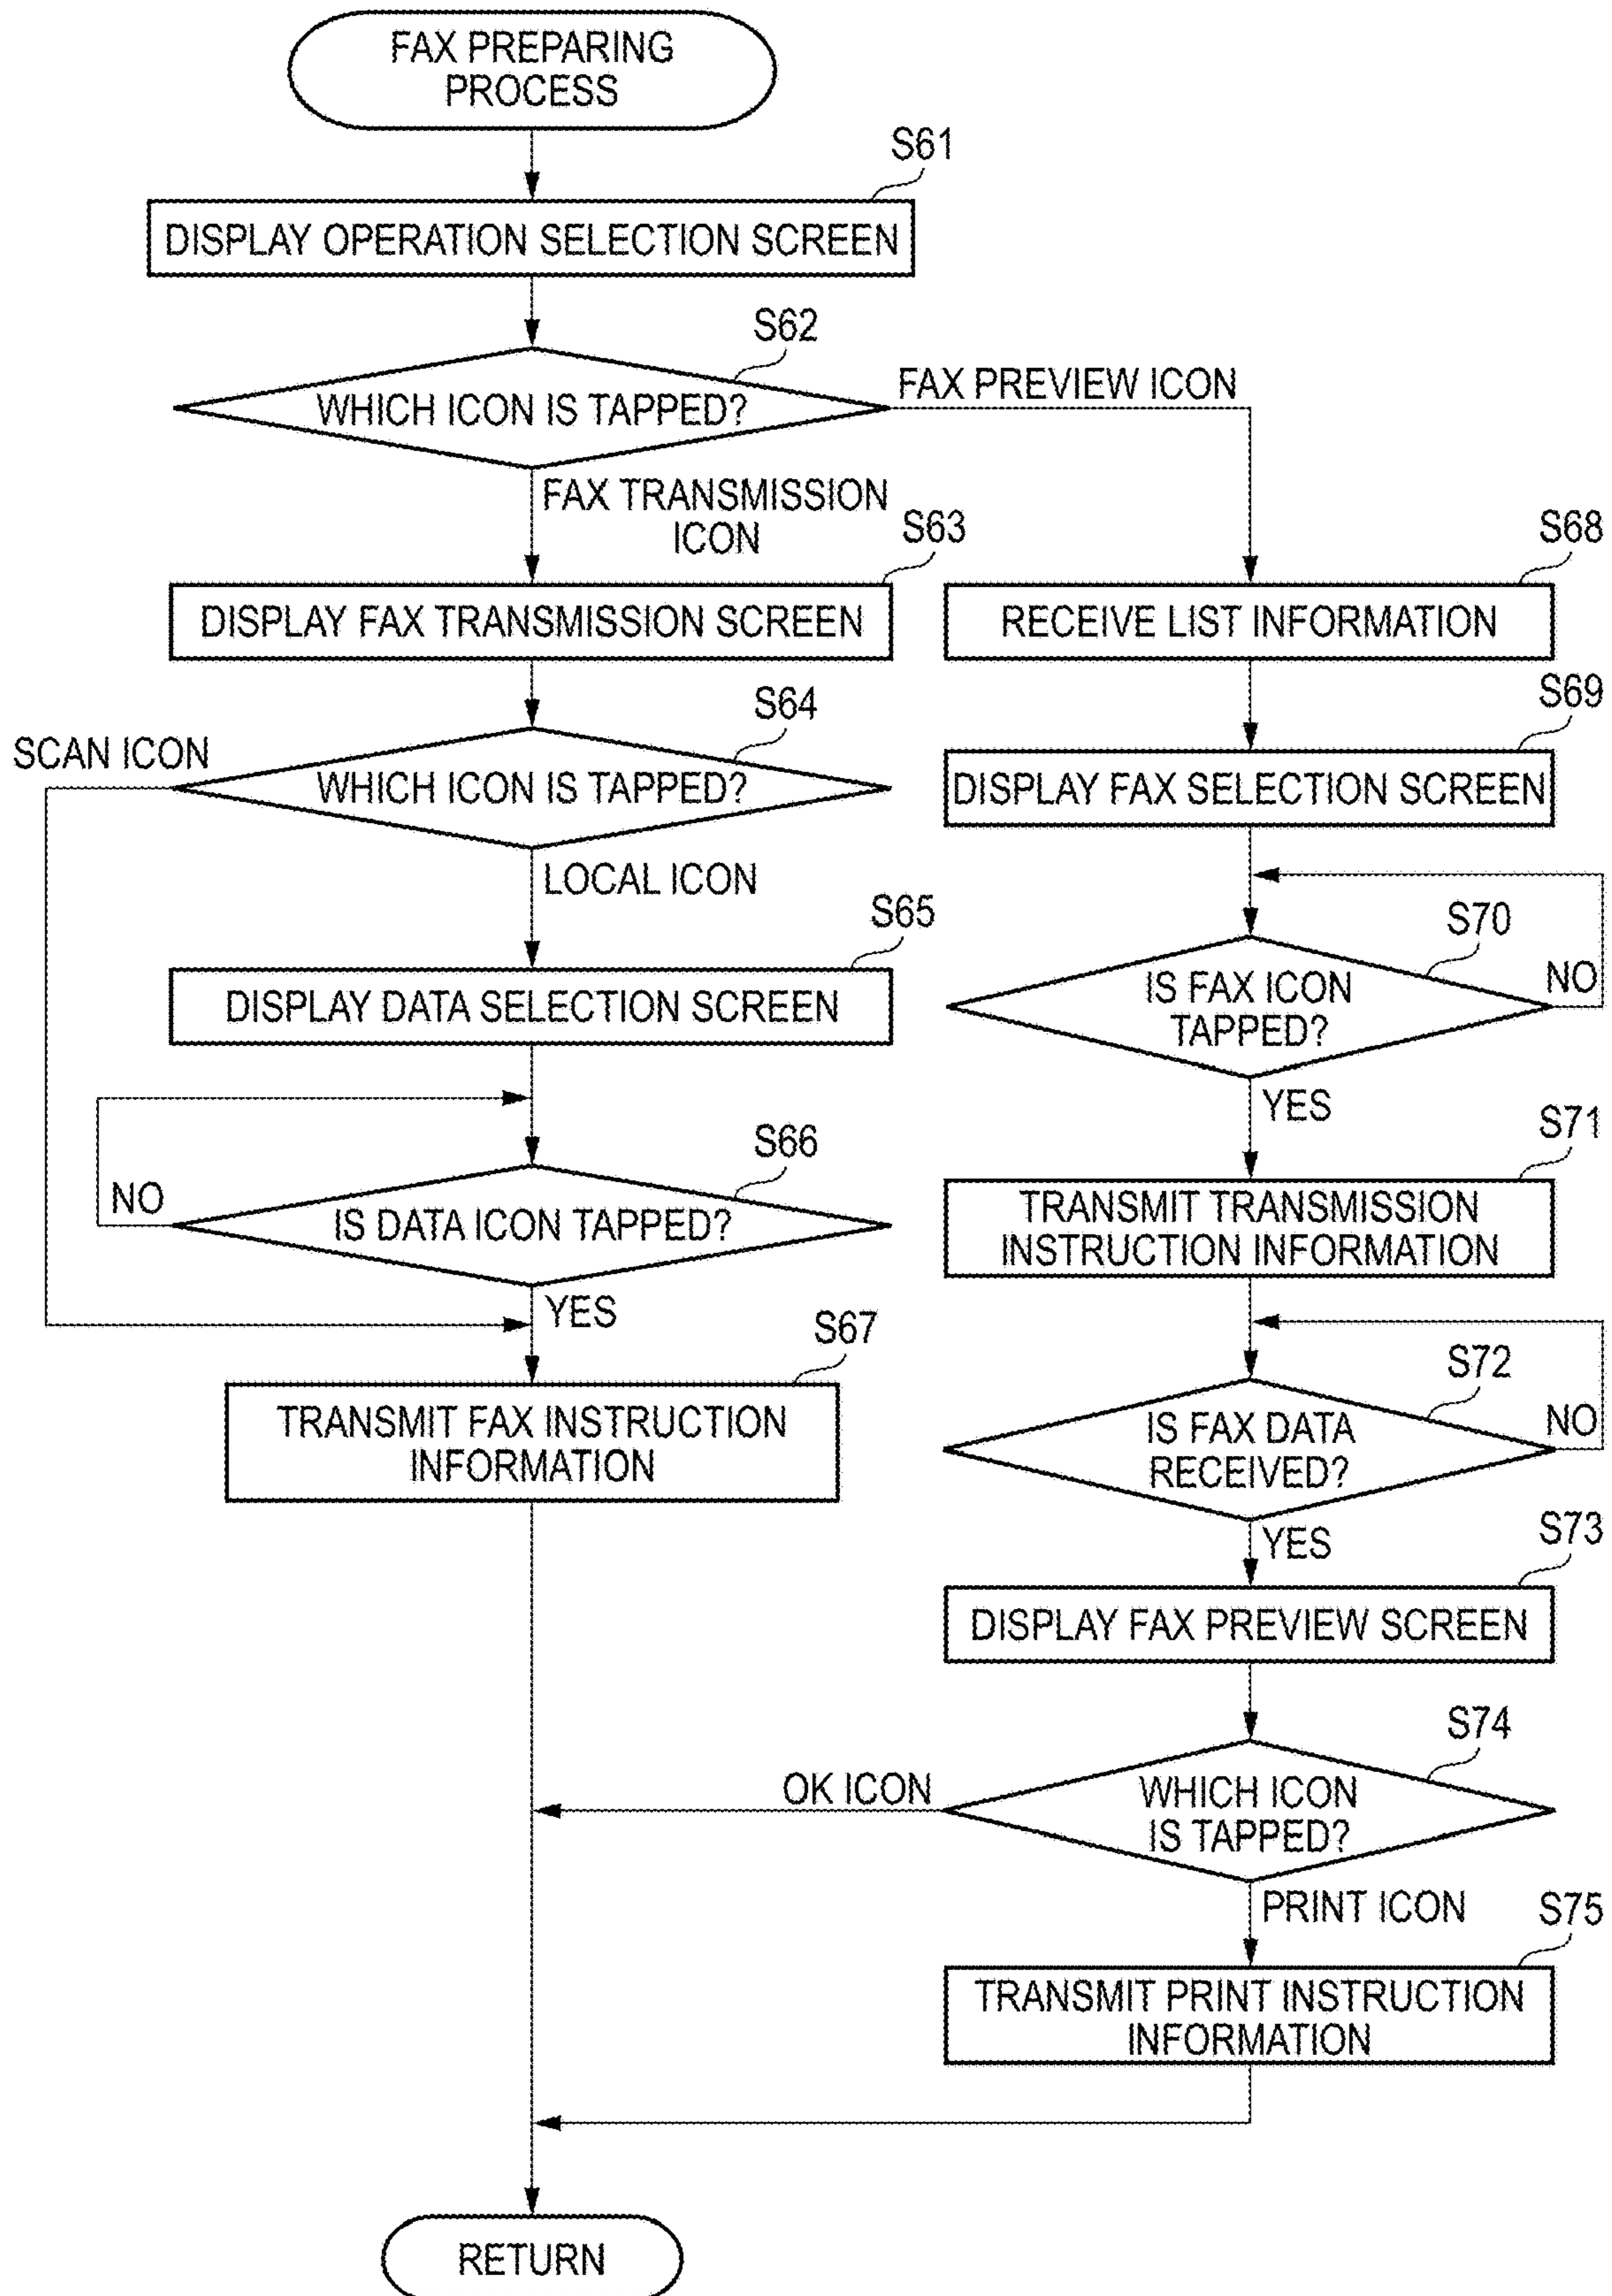 FAX PREPARING
PROCESS
S61
DISPLAY OPERATION SELECTION SCREEN
S62
WHICH ICON IS TAPPED?
FAX PREVIEW ICON
FAX TRANSMISSION
ICON
S63
DISPLAY FAX TRANSMISSION SCREEN
S64
SCAN ICON
WHICH ICON IS TAPPED?
LOCAL ICON
S65
DISPLAY DATA SELECTION SCREEN
S66
NO
IS DATA ICON TAPPED?
YES
S67
TRANSMIT FAX INSTRUCTION
INFORMATION
S68
RECEIVE LIST INFORMATION
S69
DISPLAY FAX SELECTION SCREEN
S70
IS FAX ICON
TAPPED?
NO
YES
S71
TRANSMIT TRANSMISSION
INSTRUCTION INFORMATION
S72
IS FAX DATA
RECEIVED?
NO
YES
S73
DISPLAY FAX PREVIEW SCREEN
S74
OK ICON
WHICH ICON
IS TAPPED?
PRINT ICON
S75
TRANSMIT PRINT INSTRUCTION
INFORMATION
RETURN